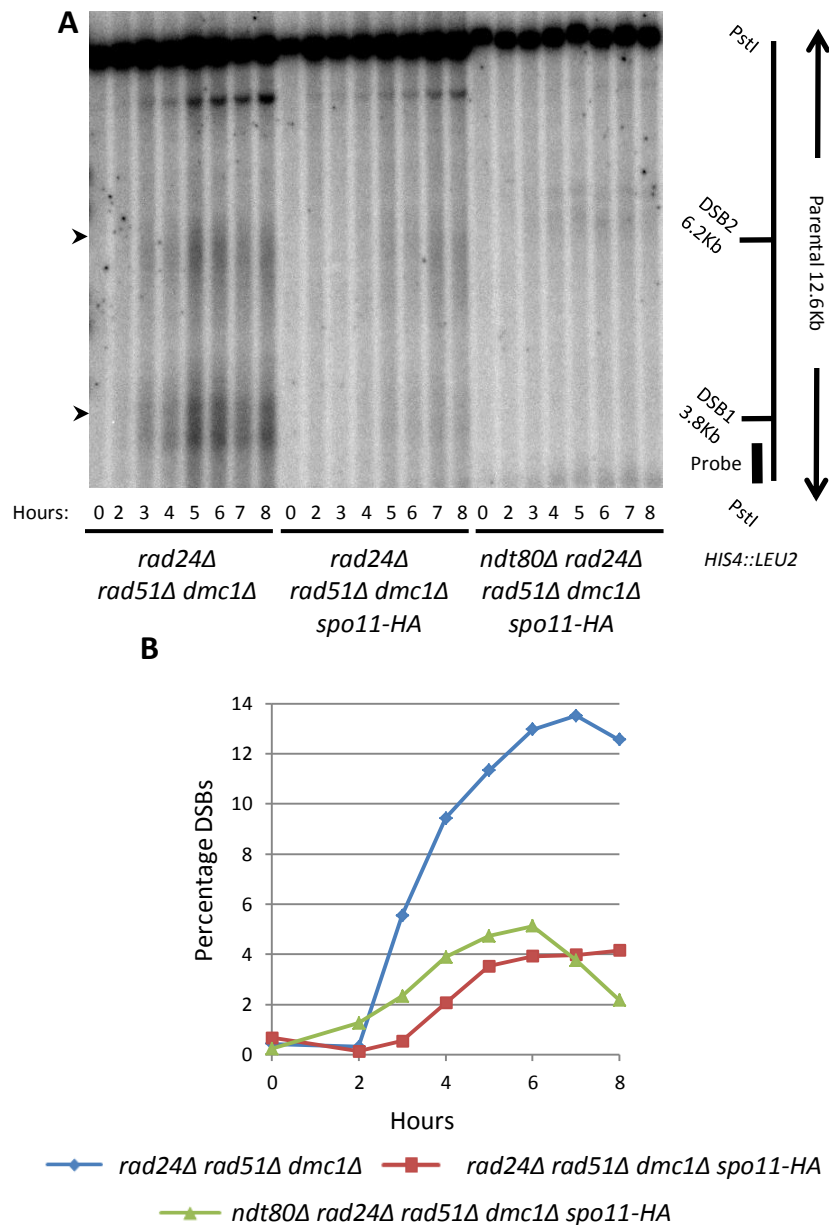 A
PstI
DSB2
6.2Kb
Parental 12.6Kb
DSB1
3.8Kb
Probe
PstI
Hours: 0 2 3 4 5 6 7 8 0 2 3 4 5 6 7 8 0 2 3 4 5 6 7 8
rad24Δ
rad51Δ dmc1Δ
rad24Δ
rad51Δ dmc1Δ
spo11-HA
ndt80Δ rad24Δ
rad51Δ dmc1Δ
spo11-HA
HIS4::LEU2
B
14
12
10
8
6
4
2
0
Percentage DSBs
0 2 4 6 8
Hours
rad24Δ rad51Δ dmc1Δ
rad24Δ rad51Δ dmc1Δ spo11-HA
ndt80Δ rad24Δ rad51Δ dmc1Δ spo11-HA